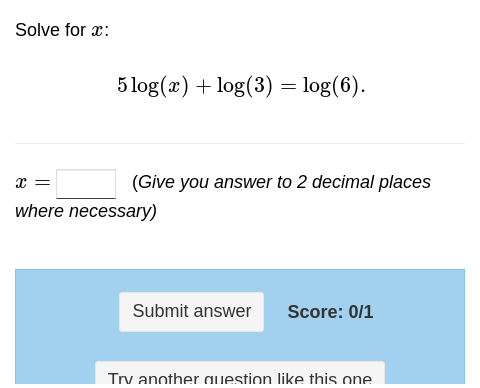 Solve for x:
5 log(x) + log(3) = log(6).
x = (Give you answer to 2 decimal places
where necessary)
Submit answer Score: 0/1
Try another question like this one